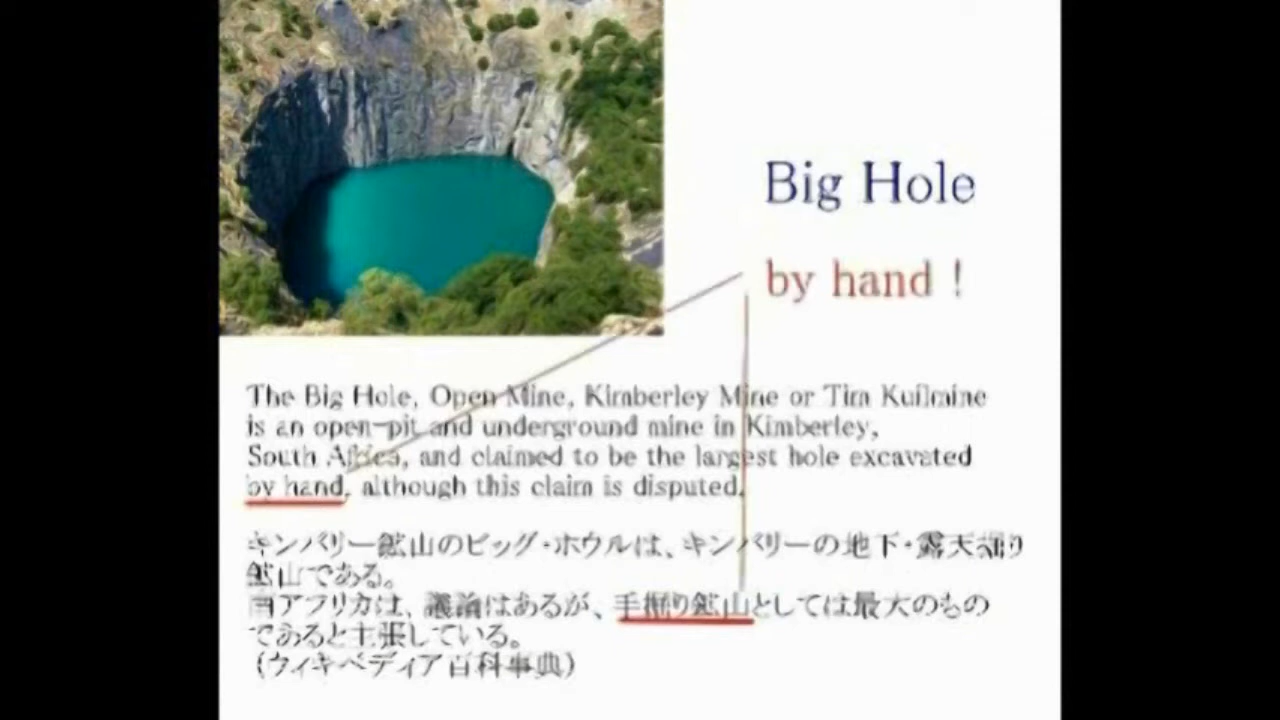 Big Hole
by hand !
The Big Hole, Open Mine, Kimberley Mine or Tim Kuilmine
is an open-pit and underground mine in Kimberley,
South Africa, and claimed to be the largest hole excavated
by hand, although this claim is disputed.
キンバリー鉱山のビッグ・ホウルは、キンバリーの地下・露天掘り
鉱山である。
南アフリカは、議論はあるが、手掘り鉱山としては最大のもの
であると主張している。
(ウィキペディア百科事典)